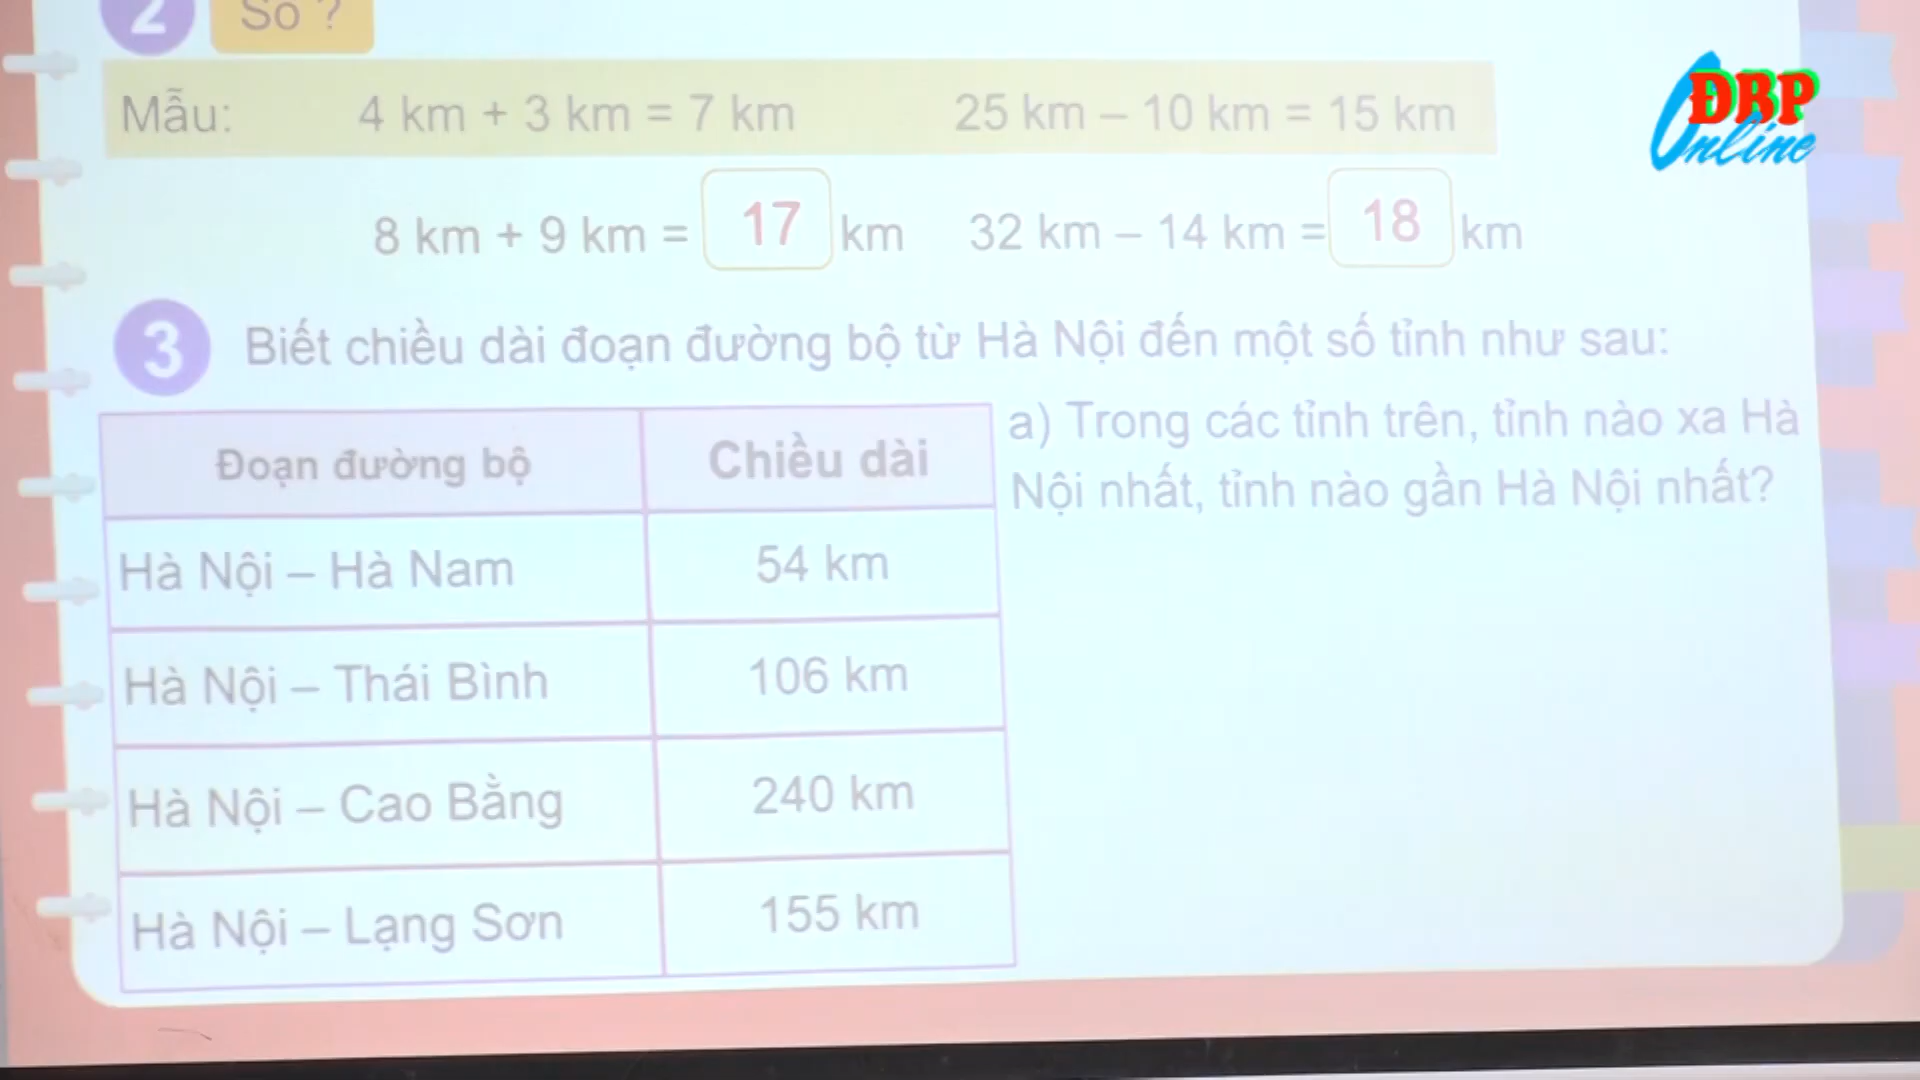 2 Số ?
Mẫu: 4 km + 3 km = 7 km 25 km – 10 km = 15 km
8 km + 9 km = 17 km 32 km – 14 km = 18 km
3 Biết chiều dài đoạn đường bộ từ Hà Nội đến một số tỉnh như sau:
Đoạn đường bộ Chiều dài
Hà Nội – Hà Nam 54 km
Hà Nội – Thái Bình 106 km
Hà Nội – Cao Bằng 240 km
Hà Nội – Lạng Sơn 155 km
a) Trong các tỉnh trên, tỉnh nào xa Hà
Nội nhất, tỉnh nào gần Hà Nội nhất?
ĐBP
Online